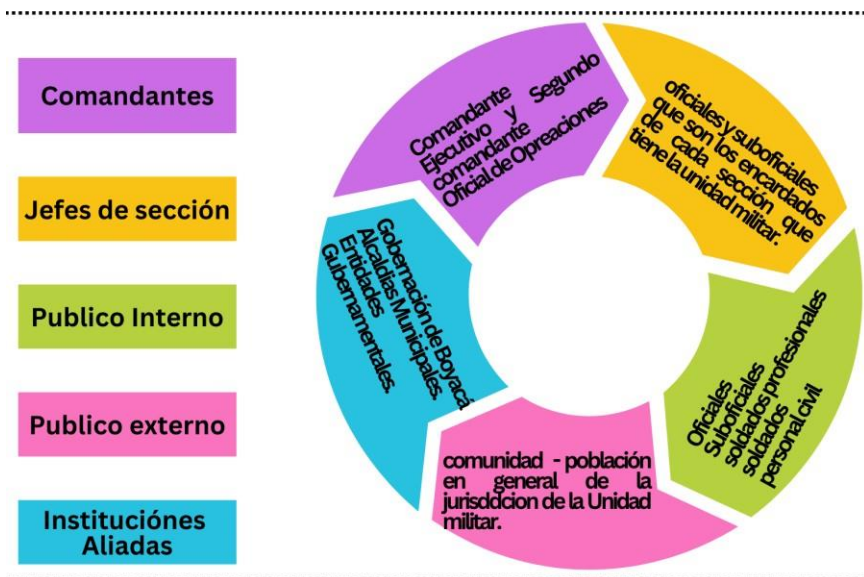 Comandantes
Jefes de sección
Publico Interno
Publico externo
Instituciónes
Aliadas
Comandante
Ejecutivo y Segundo
comandante
Oficial de Opreaciones
oficiales y suboficiales
que son los encardados
de cada sección que
tiene la unidad militar.
Oficiales
Suboficiales
soldados profesionales
soldados
personal civil
comunidad - población
en general de la
jurisddcion de la Unidad
militar.
Gobernación de Boyacá
Alcaldias Municipales.
Entidades
Gubernamentales.